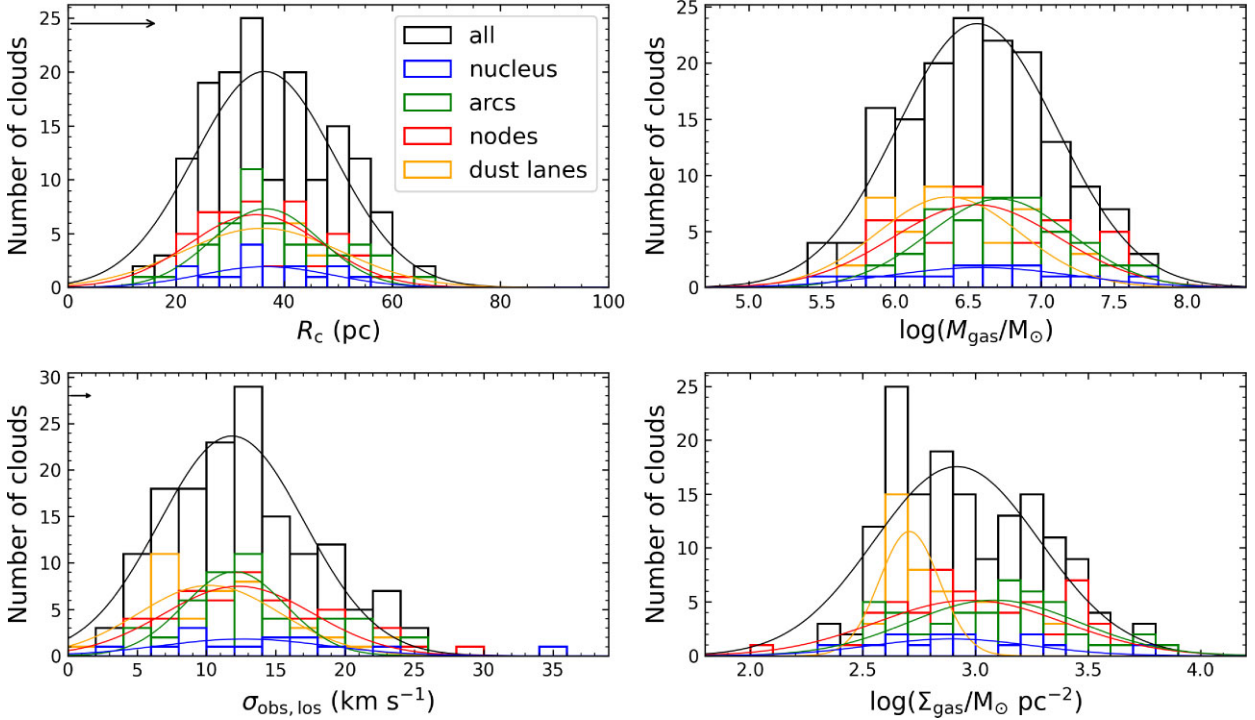 25
20
15
10
5
0
Number of clouds
0 20 40 60 80 100
R_c (pc)
all
nucleus
arcs
nodes
dust lanes
25
20
15
10
5
0
Number of clouds
5.0 5.5 6.0 6.5 7.0 7.5 8.0
log(M_gas/M_⊙)
30
25
20
15
10
5
0
Number of clouds
0 5 10 15 20 25 30 35
σ_obs, los (km s⁻¹)
25
20
15
10
5
0
Number of clouds
2.0 2.5 3.0 3.5 4.0
log(Σ_gas/M_⊙ pc⁻²)